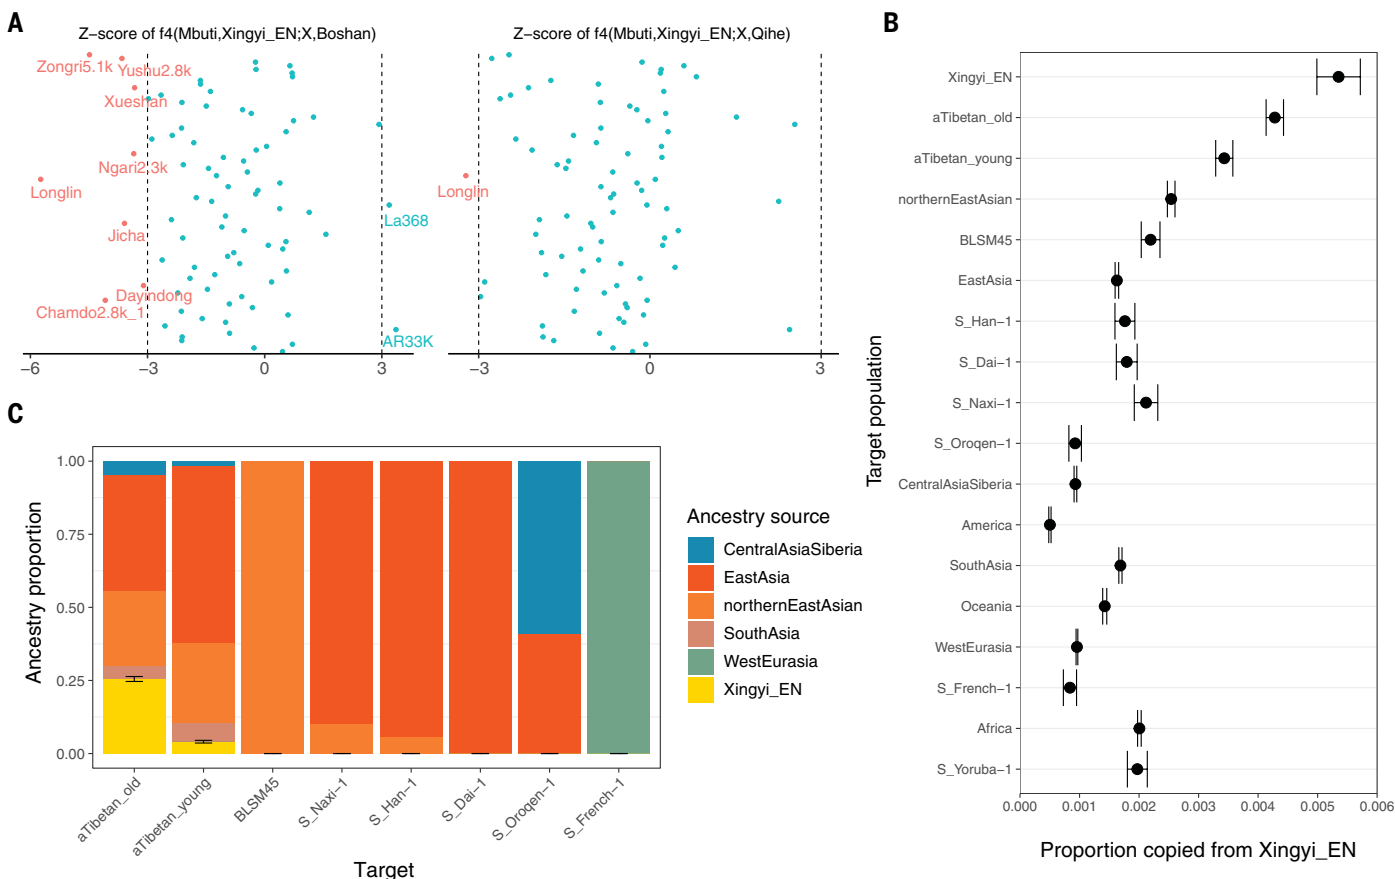 A
Z-score of f4(Mbuti,Xingyi_EN;X,Boshan)
Zongri5.1k
Yushu2.8k
Xueshan
Ngari2.3k
Longlin
La368
Jicha
Dayindong
Chamdo2.8k_1
AR33K
−6
−3
0
3
Z-score of f4(Mbuti,Xingyi_EN;X,Qihe)
Longlin
−3
0
3
B
Target population
Xingyi_EN
aTibetan_old
aTibetan_young
northernEastAsian
BLSM45
EastAsia
S_Han−1
S_Dai−1
S_Naxi−1
S_Oroqen−1
CentralAsiaSiberia
America
SouthAsia
Oceania
WestEurasia
S_French−1
Africa
S_Yoruba−1
0.000
0.001
0.002
0.003
0.004
0.005
0.006
Proportion copied from Xingyi_EN
C
Ancestry proportion
1.00
0.75
0.50
0.25
0.00
aTibetan_old
aTibetan_young
BLSM45
S_Naxi−1
S_Han−1
S_Dai−1
S_Oroqen−1
S_French−1
Target
Ancestry source
CentralAsiaSiberia
EastAsia
northernEastAsian
SouthAsia
WestEurasia
Xingyi_EN